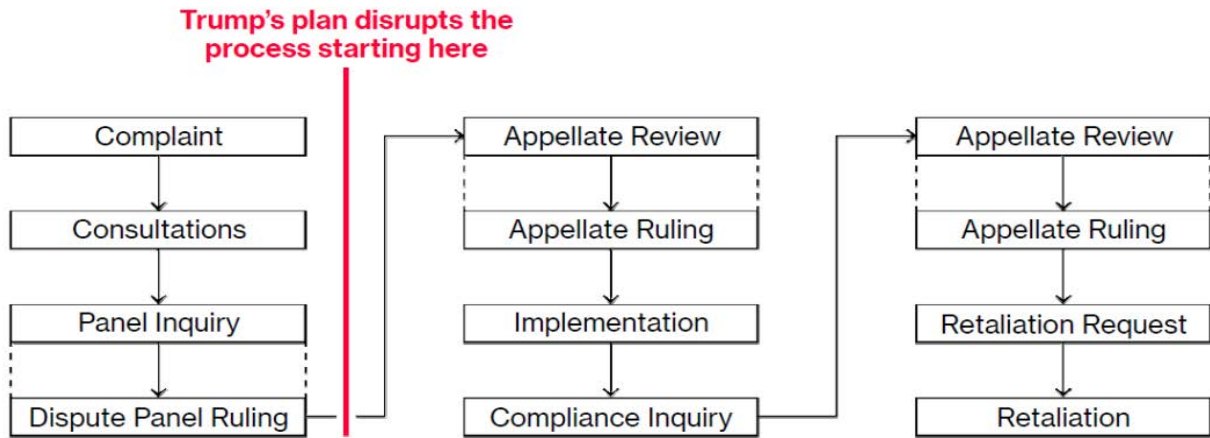 Trump's plan disrupts the
process starting here
Complaint
Consultations
Panel Inquiry
Dispute Panel Ruling
Appellate Review
Appellate Ruling
Implementation
Compliance Inquiry
Appellate Review
Appellate Ruling
Retaliation Request
Retaliation